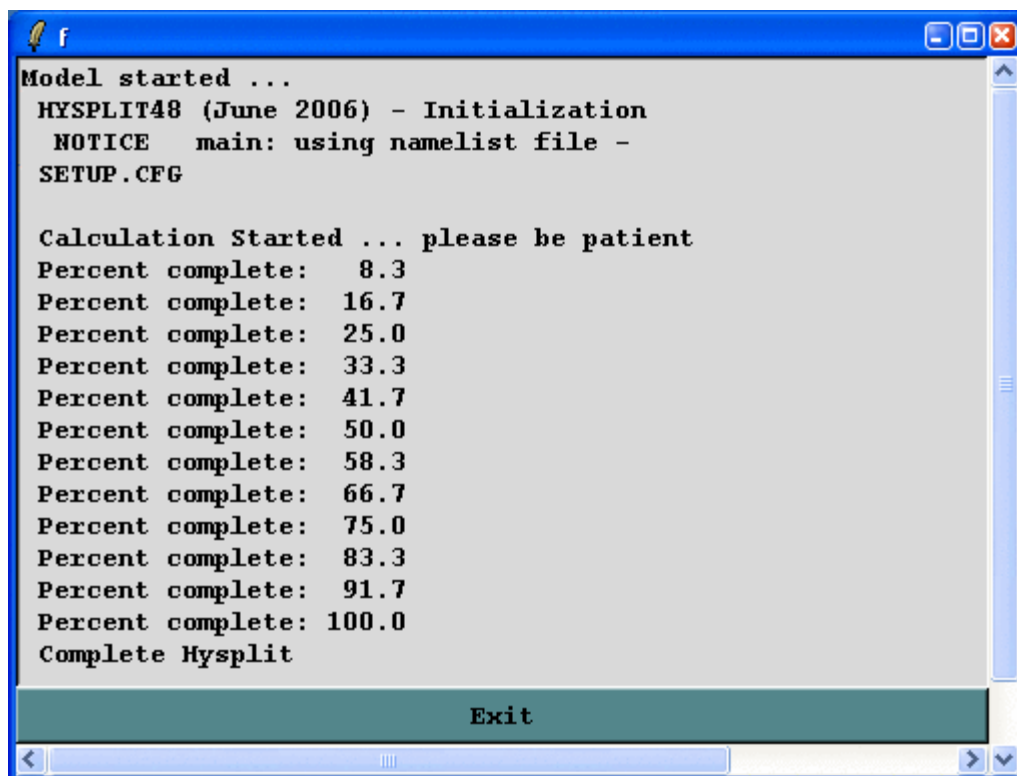 f
Model started ...
HYSPLIT48 (June 2006) - Initialization
NOTICE   main: using namelist file -
SETUP.CFG
Calculation Started ... please be patient
Percent complete:   8.3
Percent complete:  16.7
Percent complete:  25.0
Percent complete:  33.3
Percent complete:  41.7
Percent complete:  50.0
Percent complete:  58.3
Percent complete:  66.7
Percent complete:  75.0
Percent complete:  83.3
Percent complete:  91.7
Percent complete: 100.0
Complete Hysplit
Exit